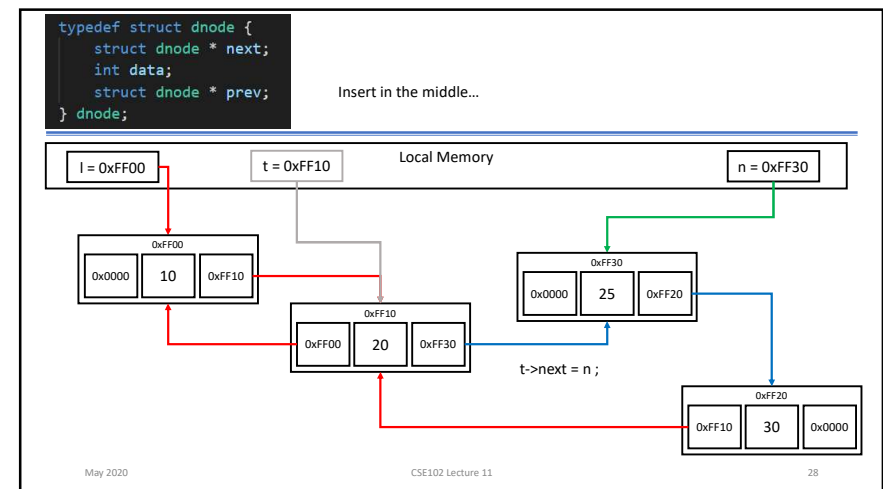 typedef struct dnode {
struct dnode * next;
int data;
struct dnode * prev;
} dnode;
Insert in the middle…
Local Memory
l = 0xFF00
t = 0xFF10
n = 0xFF30
0xFF00
0x0000 10 0xFF10
0xFF30
0x0000 25 0xFF20
0xFF10
0xFF00 20 0xFF30
t->next = n ;
0xFF20
0xFF10 30 0x0000
May 2020
CSE102 Lecture 11
28